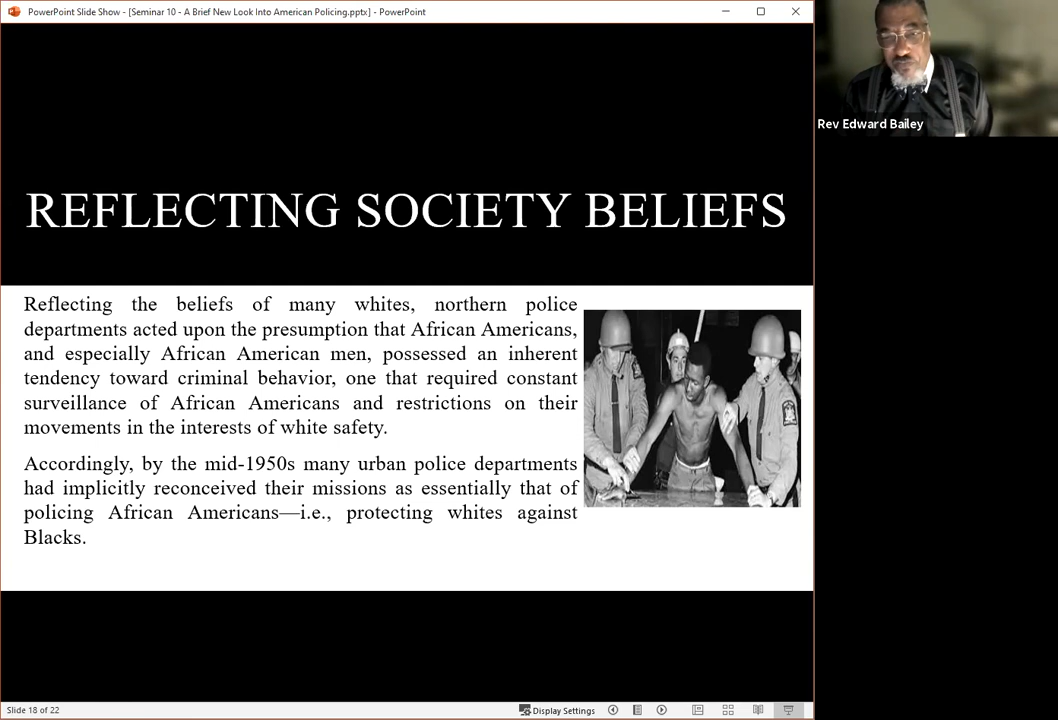 PowerPoint Slide Show - [Seminar 10 - A Brief New Look Into American Policing.pptx] - PowerPoint
Rev Edward Bailey
REFLECTING SOCIETY BELIEFS
Reflecting the beliefs of many whites, northern police
departments acted upon the presumption that African Americans,
and especially African American men, possessed an inherent
tendency toward criminal behavior, one that required constant
surveillance of African Americans and restrictions on their
movements in the interests of white safety.
Accordingly, by the mid-1950s many urban police departments
had implicitly reconceived their missions as essentially that of
policing African Americans—i.e., protecting whites against
Blacks.
Slide 18 of 22
Display Settings